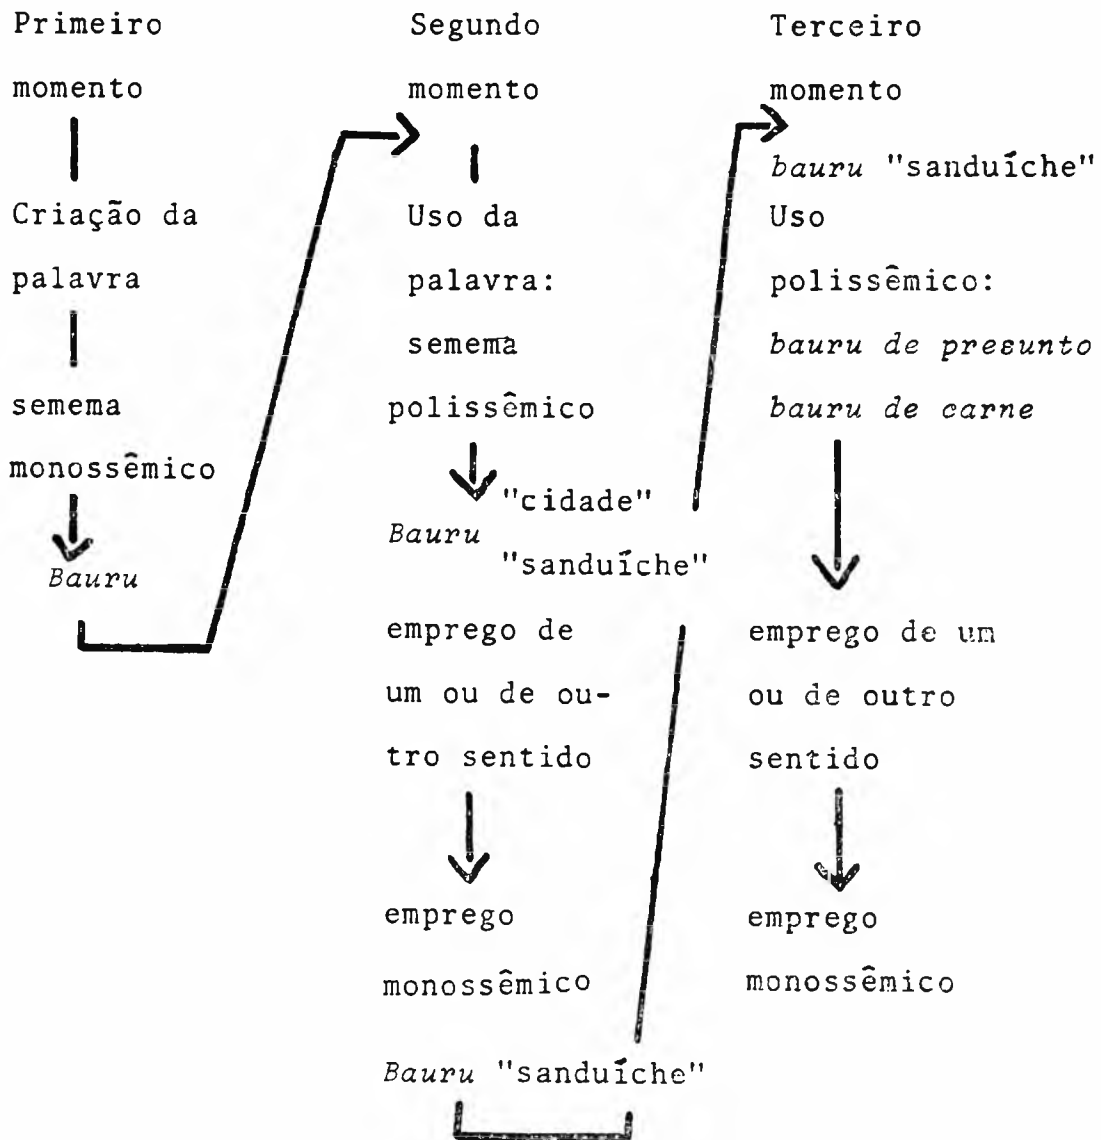 Primeiro
momento
Criação da
palavra
semema
monossêmico
Bauru
Segundo
momento
Uso da
palavra:
semema
polissêmico
"cidade"
Bauru
"sanduíche"
emprego de
um ou de ou-
tro sentido
emprego
monossêmico
Bauru "sanduíche"
Terceiro
momento
bauru "sanduíche"
Uso
polissêmico:
bauru de presunto
bauru de carne
emprego de um
ou de outro
sentido
emprego
monossêmico